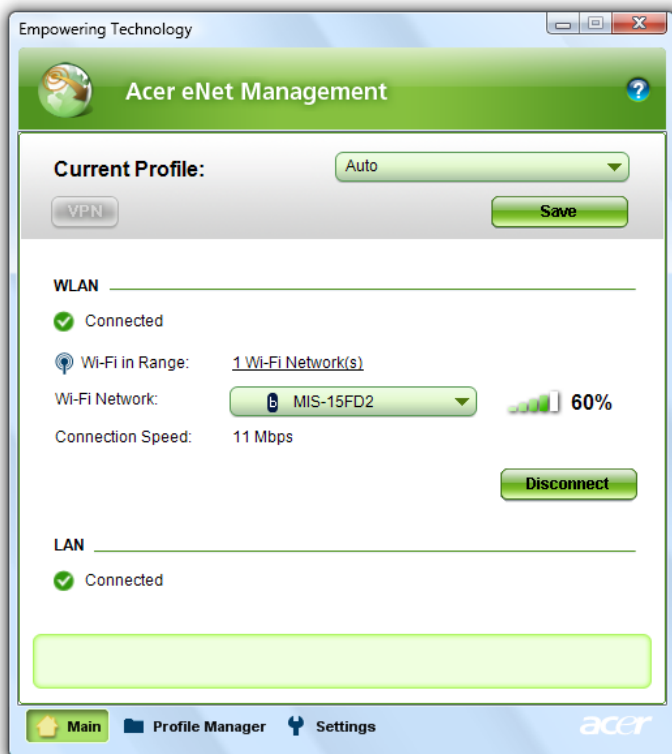 Empowering Technology
Acer eNet Management
?
Current Profile:
Auto
VPN
Save
WLAN
Connected
Wi-Fi in Range:
1 Wi-Fi Network(s)
Wi-Fi Network:
b MIS-15FD2
60%
Connection Speed:
11 Mbps
Disconnect
LAN
Connected
Main
Profile Manager
Settings
acer